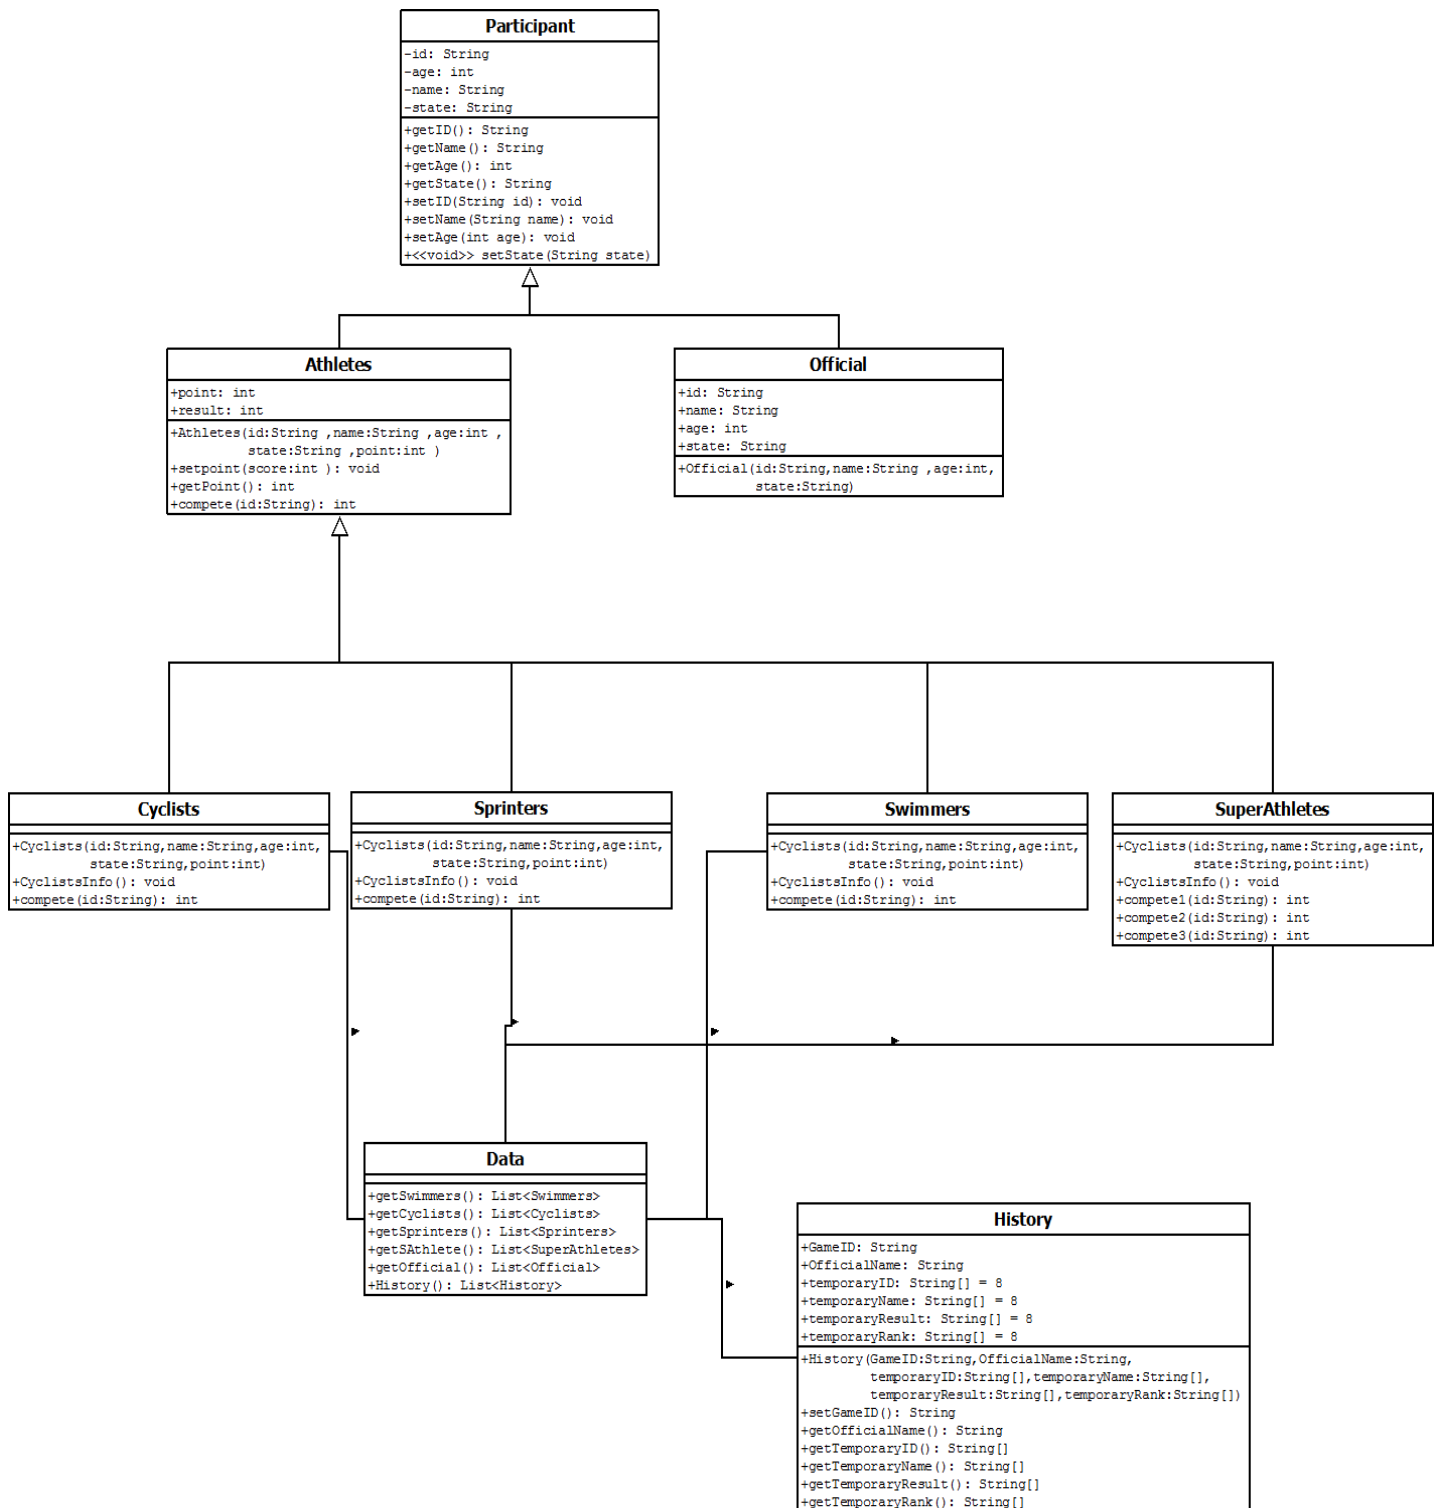 Participant
-id: String
-age: int
-name: String
-state: String
+getID(): String
+getName(): String
+getAge(): int
+getState(): String
+setID(String id): void
+setName(String name): void
+setAge(int age): void
+<<void>> setState(String state)
Athletes
+point: int
+result: int
+Athletes(id:String ,name:String ,age:int ,
state:String ,point:int )
+setpoint(score:int ): void
+getPoint(): int
+compete(id:String): int
Official
+id: String
+name: String
+age: int
+state: String
+Official(id:String,name:String ,age:int,
state:String)
Cyclists
+Cyclists(id:String,name:String,age:int,
state:String,point:int)
+CyclistsInfo(): void
+compete(id:String): int
Sprinters
+Cyclists(id:String,name:String,age:int,
state:String,point:int)
+CyclistsInfo(): void
+compete(id:String): int
Swimmers
+Cyclists(id:String,name:String,age:int,
state:String,point:int)
+CyclistsInfo(): void
+compete(id:String): int
SuperAthletes
+Cyclists(id:String,name:String,age:int,
state:String,point:int)
+CyclistsInfo(): void
+compete1(id:String): int
+compete2(id:String): int
+compete3(id:String): int
Data
+getSwimmers(): List<Swimmers>
+getCyclists(): List<Cyclists>
+getSprinters(): List<Sprinters>
+getSAthlete(): List<SuperAthletes>
+getOfficial(): List<Official>
+History(): List<History>
History
+GameID: String
+OfficialName: String
+temporaryID: String[] = 8
+temporaryName: String[] = 8
+temporaryResult: String[] = 8
+temporaryRank: String[] = 8
+History(GameID:String,OfficialName:String,
temporaryID:String[],temporaryName:String[],
temporaryResult:String[],temporaryRank:String[])
+setGameID(): String
+getOfficialName(): String
+getTemporaryID(): String[]
+getTemporaryName(): String[]
+getTemporaryResult(): String[]
+getTemporaryRank(): String[]